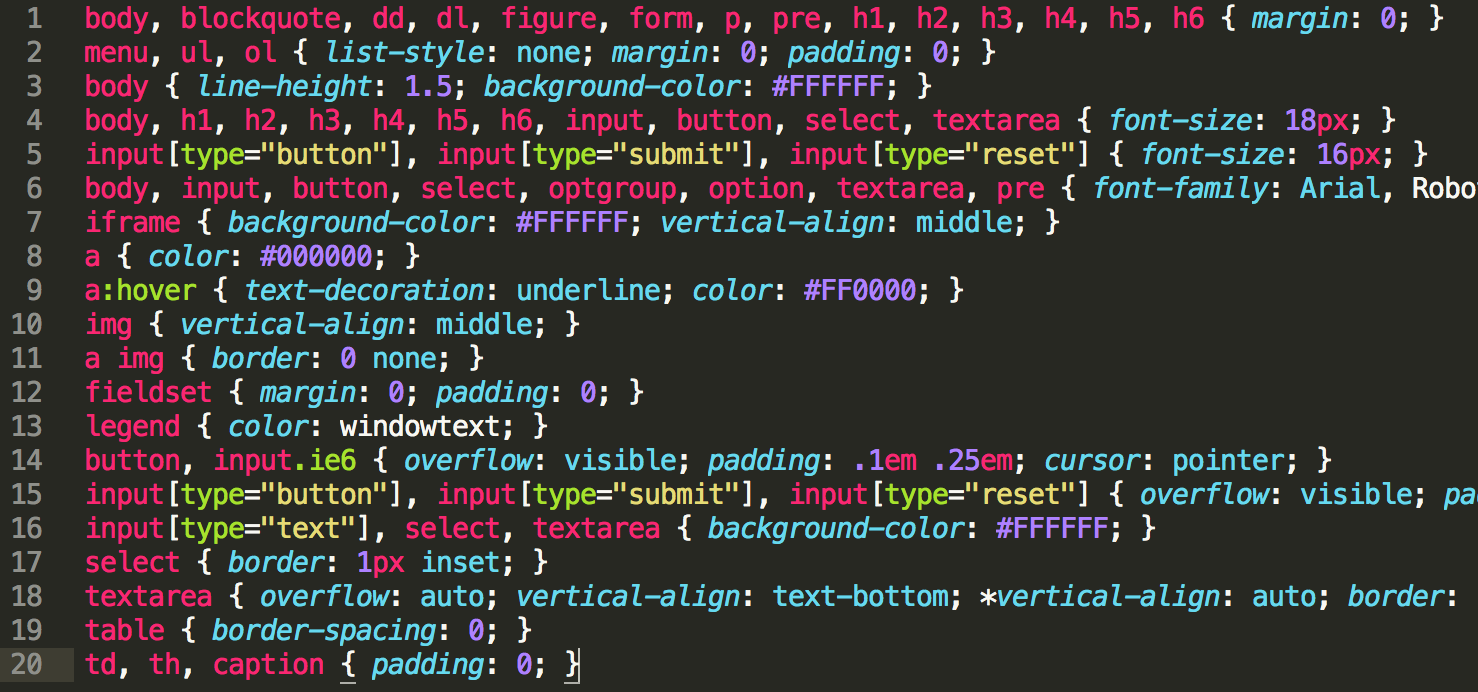 1 body, blockquote, dd, dl, figure, form, p, pre, h1, h2, h3, h4, h5, h6 { margin: 0; }
2 menu, ul, ol { list-style: none; margin: 0; padding: 0; }
3 body { line-height: 1.5; background-color: #FFFFFF; }
4 body, h1, h2, h3, h4, h5, h6, input, button, select, textarea { font-size: 18px; }
5 input[type="button"], input[type="submit"], input[type="reset"] { font-size: 16px; }
6 body, input, button, select, optgroup, option, textarea, pre { font-family: Arial, Robo
7 iframe { background-color: #FFFFFF; vertical-align: middle; }
8 a { color: #000000; }
9 a:hover { text-decoration: underline; color: #FF0000; }
10 img { vertical-align: middle; }
11 a img { border: 0 none; }
12 fieldset { margin: 0; padding: 0; }
13 legend { color: windowtext; }
14 button, input.ie6 { overflow: visible; padding: .1em .25em; cursor: pointer; }
15 input[type="button"], input[type="submit"], input[type="reset"] { overflow: visible; pa
16 input[type="text"], select, textarea { background-color: #FFFFFF; }
17 select { border: 1px inset; }
18 textarea { overflow: auto; vertical-align: text-bottom; *vertical-align: auto; border:
19 table { border-spacing: 0; }
20 td, th, caption { padding: 0; }